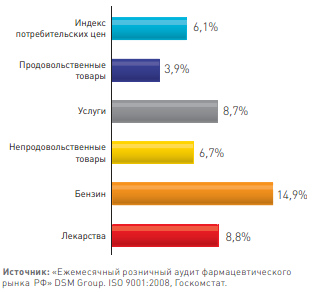 Индекс
потребительских цен
6,1%
Продовольственные
товары
3,9%
Услуги
8,7%
Непродовольственные
товары
6,7%
Бензин
14,9%
Лекарства
8,8%
Источник: «Ежемесячный розничный аудит фармацевтического
рынка РФ» DSM Group. ISO 9001:2008, Госкомстат.